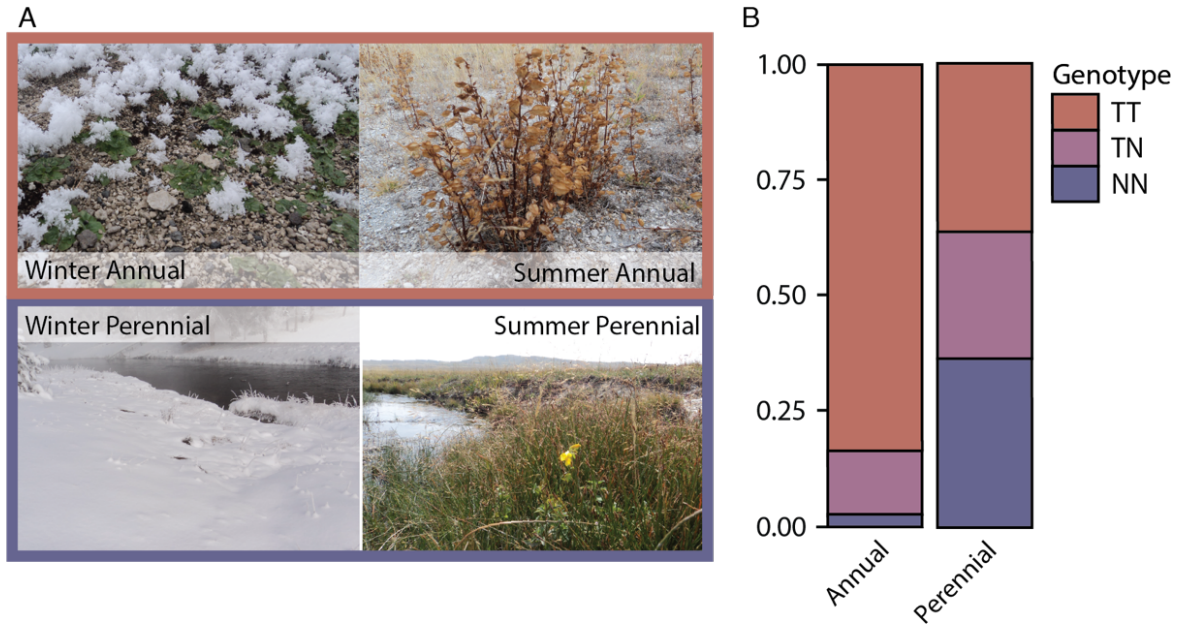 A
Winter Annual
Summer Annual
Winter Perennial
Summer Perennial
B
1.00
0.75
0.50
0.25
0.00
Annual
Perennial
Genotype
TT
TN
NN